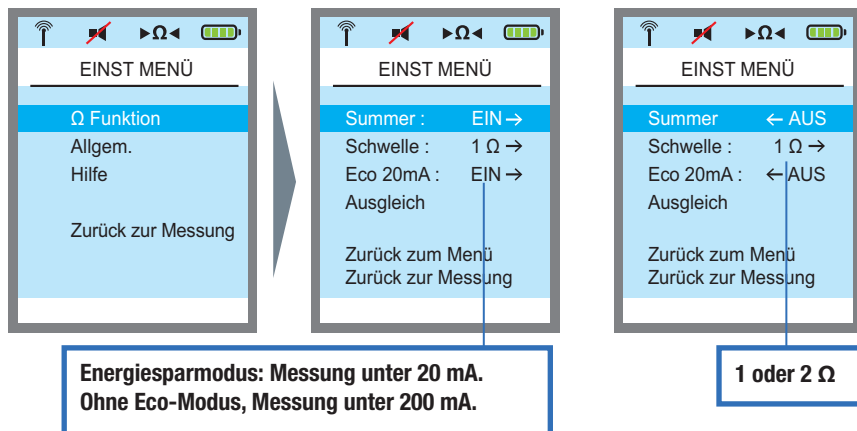 ▶Ω◀
EINST MENÜ
Ω Funktion
Allgem.
Hilfe
Zurück zur Messung
▶Ω◀
EINST MENÜ
Summer : EIN →
Schwelle : 1 Ω →
Eco 20mA : EIN →
Ausgleich
Zurück zum Menü
Zurück zur Messung
▶Ω◀
EINST MENÜ
Summer ← AUS
Schwelle : 1 Ω →
Eco 20mA : ← AUS
Ausgleich
Zurück zum Menü
Zurück zur Messung
Energiesparmodus: Messung unter 20 mA.
Ohne Eco-Modus, Messung unter 200 mA.
1 oder 2 Ω